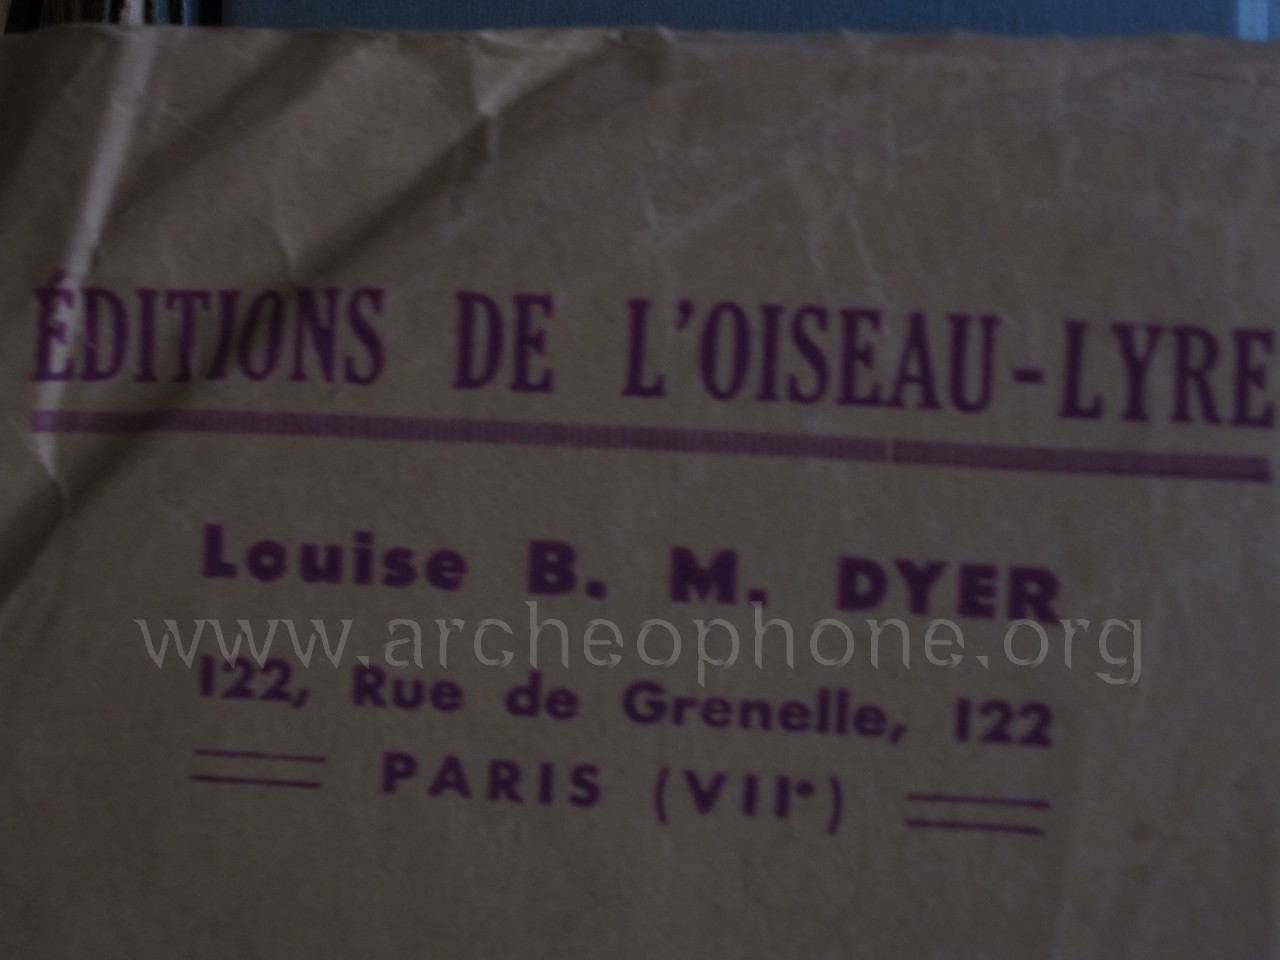 ÉDITIONS DE L'OISEAU-LYRE
Louise B. M. DYER
www.archeophone.org
122, Rue de Grenelle, 122
PARIS (VIIe)